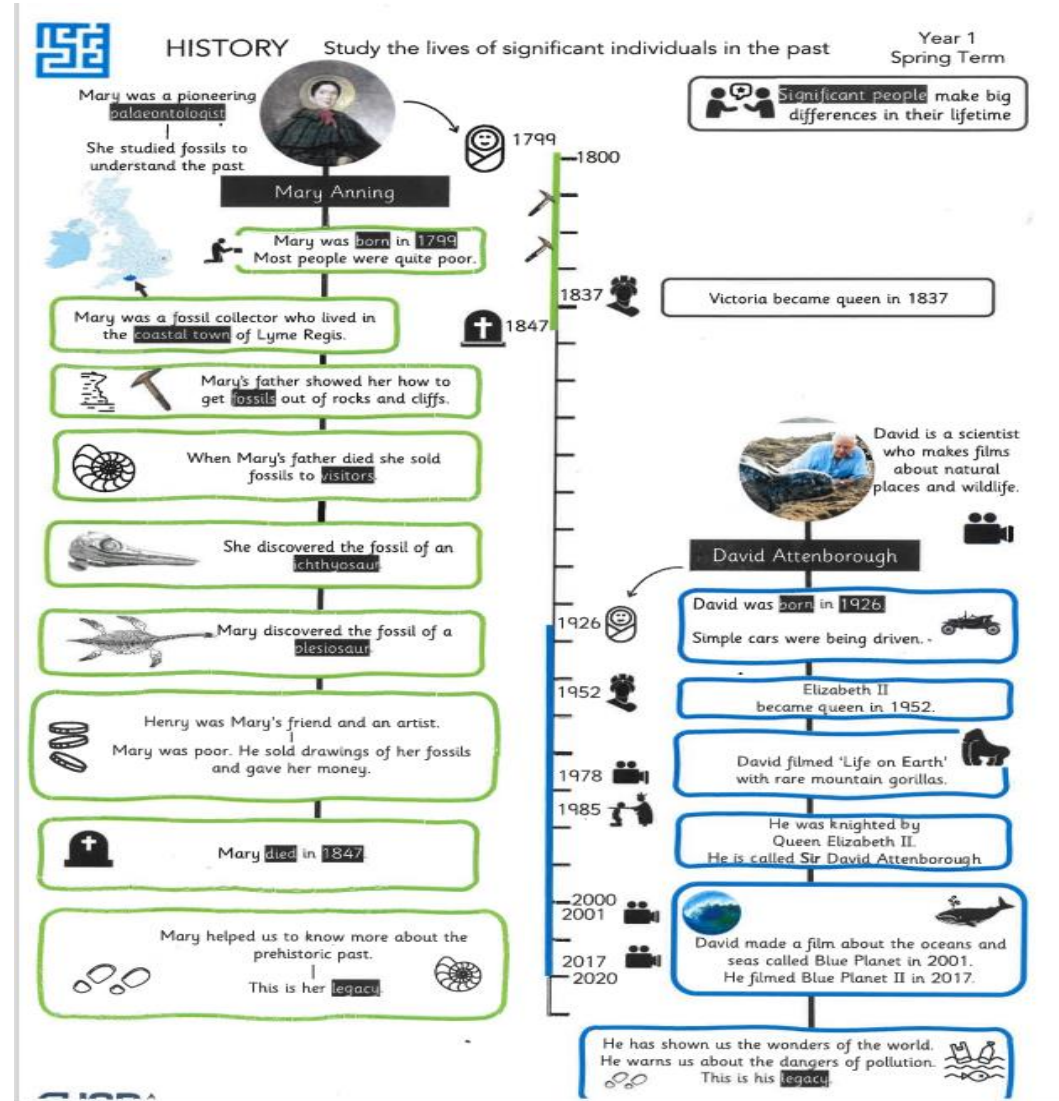 HISTORY Study the lives of significant individuals in the past
Year 1
Spring Term
Mary was a pioneering
palaeontologist
She studied fossils to
understand the past
Significant people make big
differences in their lifetime
Mary Anning
1799
1800
Mary was born in 1799
Most people were quite poor.
1837
Victoria became queen in 1837
Mary was a fossil collector who lived in
the coastal town of Lyme Regis.
1847
Mary's father showed her how to
get fossils out of rocks and cliffs.
When Mary's father died she sold
fossils to visitors.
She discovered the fossil of an
ichthyosaur.
Mary discovered the fossil of a
plesiosaur.
Henry was Mary's friend and an artist.
Mary was poor. He sold drawings of her fossils
and gave her money.
Mary died in 1847.
Mary helped us to know more about the
prehistoric past.
This is her legacy.
David is a scientist
who makes films
about natural
places and wildlife.
David Attenborough
1926
David was born in 1926
Simple cars were being driven.
1952
Elizabeth II
became queen in 1952.
1978
David filmed 'Life on Earth'
with rare mountain gorillas.
1985
He was knighted by
Queen Elizabeth II.
He is called Sir David Attenborough
2000
2001
2017
2020
David made a film about the oceans and
seas called Blue Planet in 2001.
He filmed Blue Planet II in 2017.
He has shown us the wonders of the world.
He warns us about the dangers of pollution.
This is his legacy.